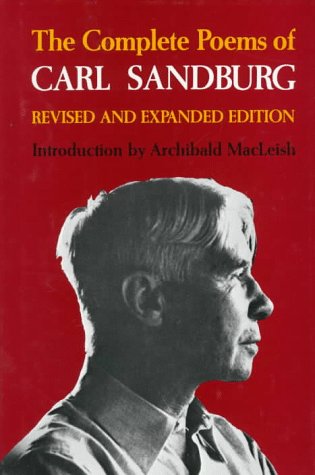 The Complete Poems of
CARL SANDBURG
REVISED AND EXPANDED EDITION
Introduction by Archibald MacLeish